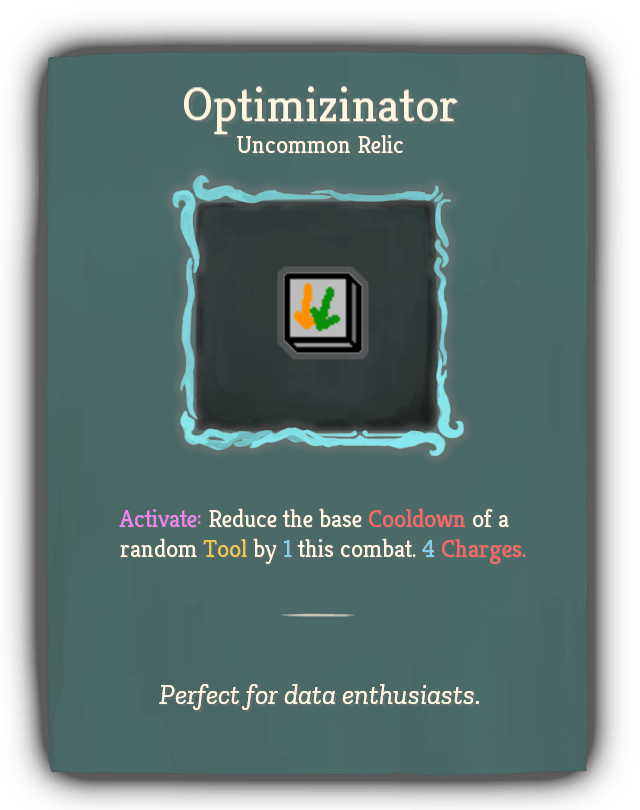 Optimizinator
Uncommon Relic
Activate: Reduce the base Cooldown of a
random Tool by 1 this combat. 4 Charges.
Perfect for data enthusiasts.